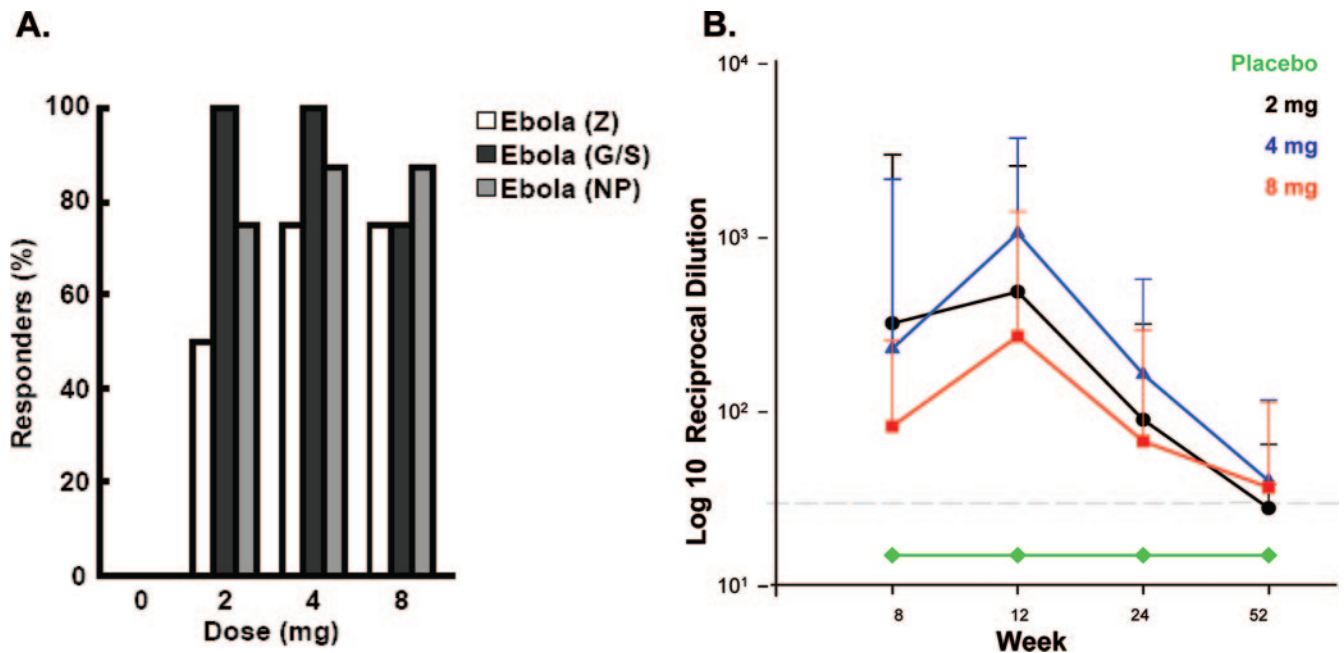 A.
100
80
60
40
20
0
Responders (%)
0 2 4 8
Dose (mg)
Ebola (Z)
Ebola (G/S)
Ebola (NP)
B.
10⁴
10³
10²
10¹
Log 10 Reciprocal Dilution
8 12 24 52
Week
Placebo
2 mg
4 mg
8 mg